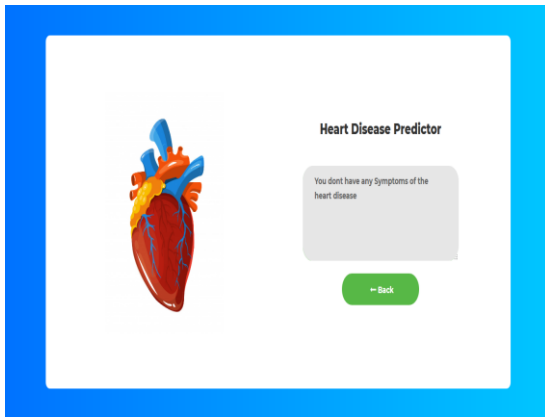 Heart Disease Predictor
You dont have any Symptoms of the
heart disease
← Back